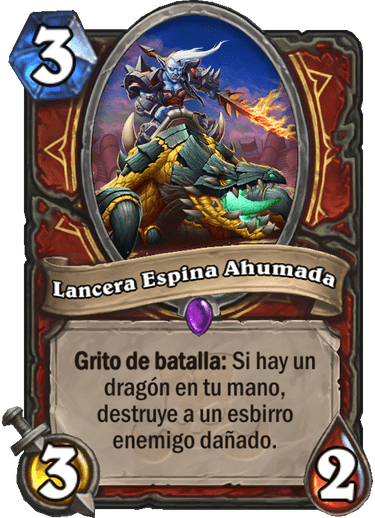 3
Lancera Espina Ahumada
Grito de batalla: Si hay un
dragón en tu mano,
destruye a un esbirro
enemigo dañado.
3
2